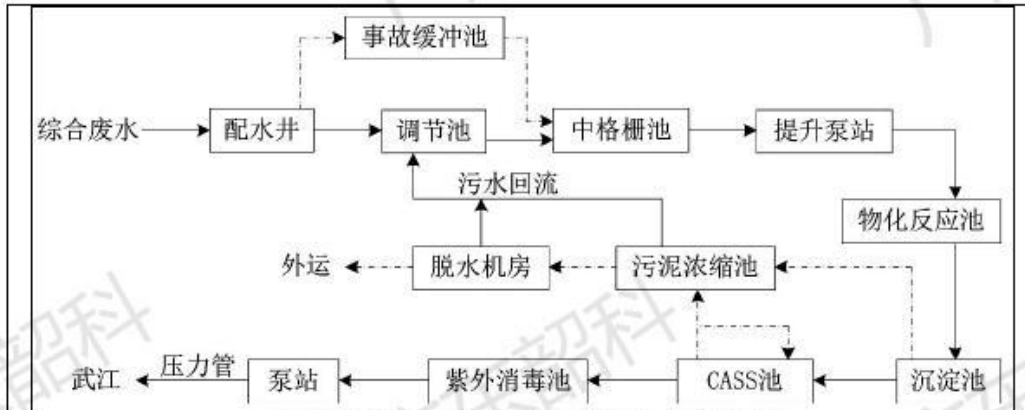 事故缓冲池
综合废水 配水井 调节池 中格栅池 提升泵站
污水回流
物化反应池
外运 脱水机房 污泥浓缩池
武江 压力管 泵站 紫外消毒池 CASS池 沉淀池
韶科